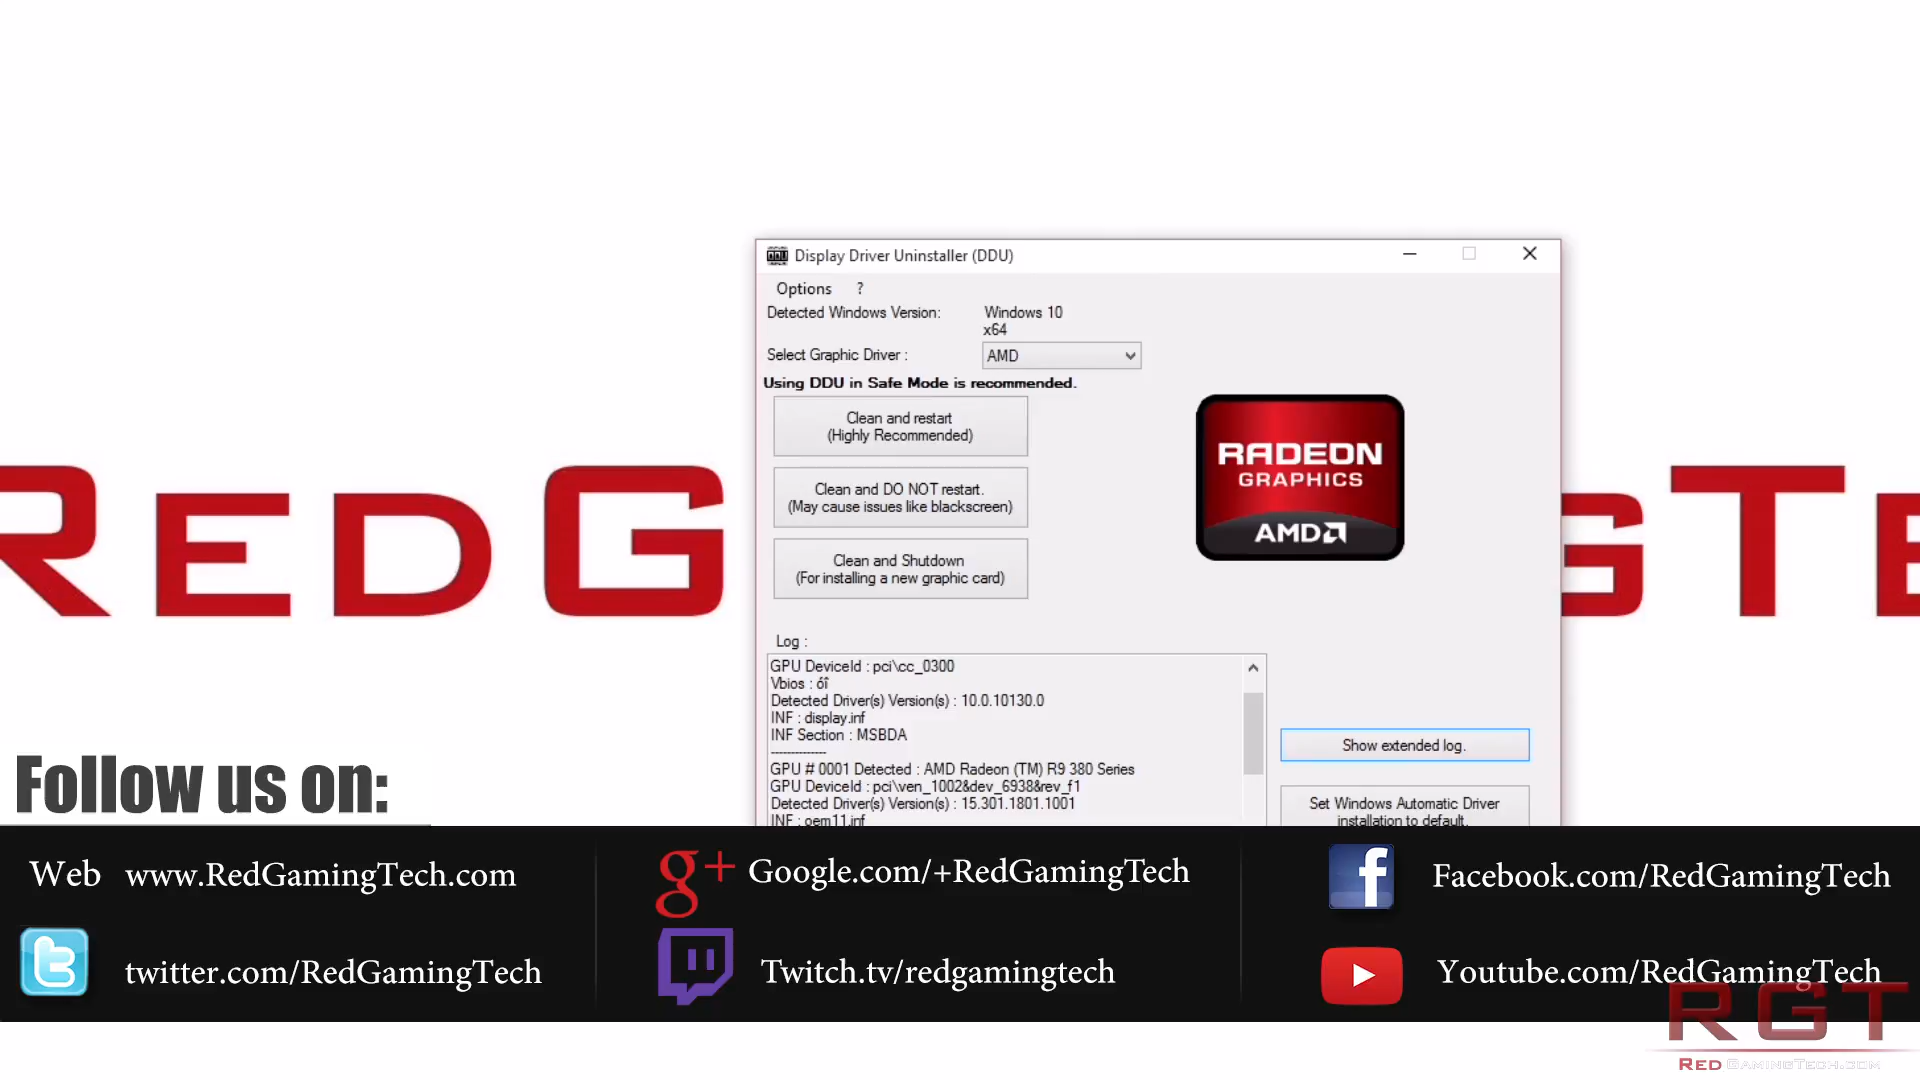 Display Driver Uninstaller (DDU)
Options ?
Detected Windows Version: Windows 10
x64
Select Graphic Driver : AMD
Using DDU in Safe Mode is recommended.
Clean and restart
(Highly Recommended)
Clean and DO NOT restart.
(May cause issues like blackscreen)
Clean and Shutdown
(For installing a new graphic card)
RADEON
GRAPHICS
AMD
REDG
GTE
Log :
GPU DeviceId : pci\cc_0300
Vbios : óî
Detected Driver(s) Version(s) : 10.0.10130.0
INF : display.inf
INF Section : MSBDA
--------------
GPU # 0001 Detected : AMD Radeon (TM) R9 380 Series
GPU DeviceId : pci\ven_1002&dev_6938&rev_f1
Detected Driver(s) Version(s) : 15.301.1801.1001
INF : oem11.inf
Show extended log.
Set Windows Automatic Driver
installation to default.
Follow us on:
Web www.RedGamingTech.com
g+ Google.com/+RedGamingTech
f Facebook.com/RedGamingTech
twitter.com/RedGamingTech
Twitch.tv/redgamingtech
Youtube.com/RedGamingTech
RGT
REDGAMINGTECH.COM